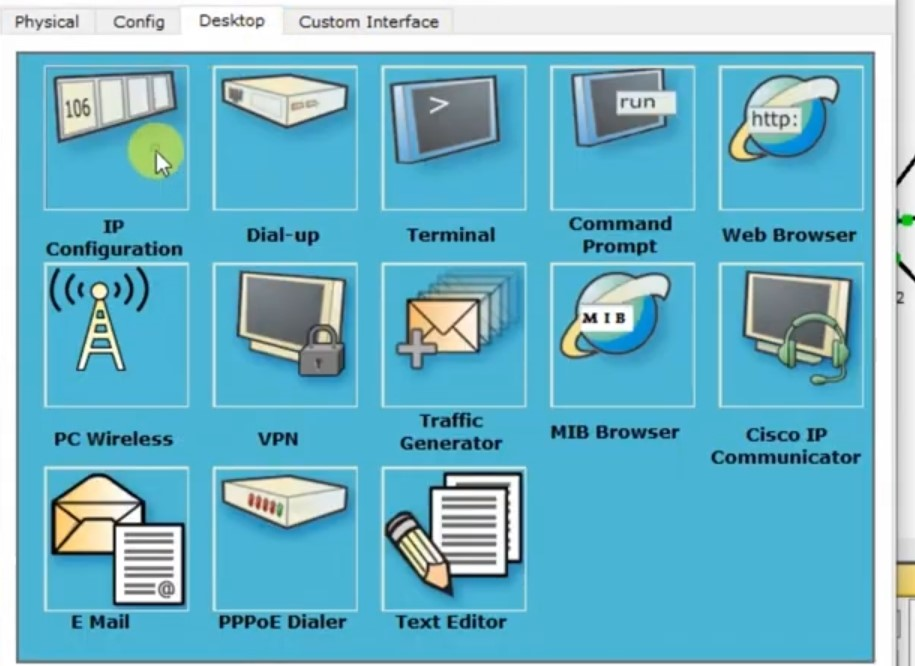 Physical Config Desktop Custom Interface
106
>
run
http:
IP
Configuration
Dial-up
Terminal
Command
Prompt
Web Browser
MIB
PC Wireless
VPN
Traffic
Generator
MIB Browser
Cisco IP
Communicator
@
E Mail
PPPoE Dialer
Text Editor
2